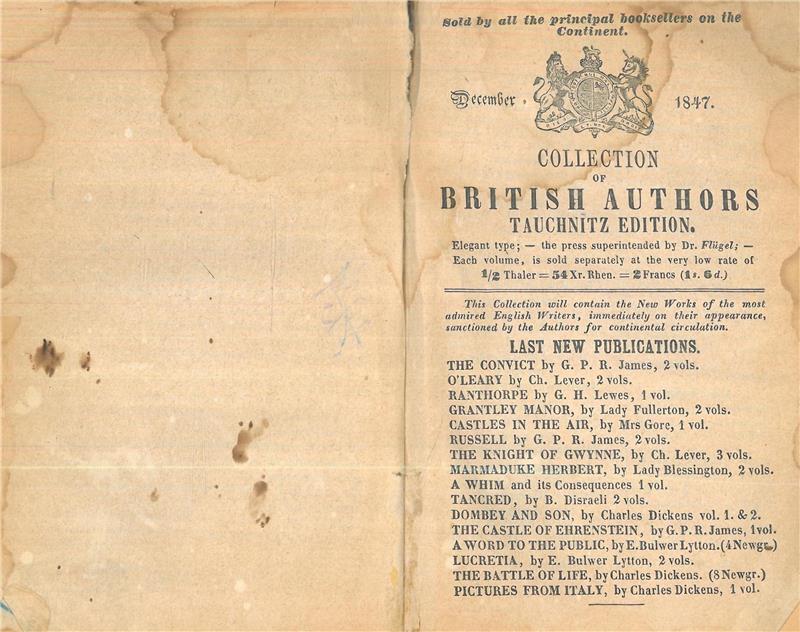 Sold by all the principal booksellers on the
Continent.
December 1847.
COLLECTION
OF
BRITISH AUTHORS
TAUCHNITZ EDITION.
Elegant type; — the press superintended by Dr. Flügel; —
Each volume, is sold separately at the very low rate of
1/2 Thaler = 54 Xr. Rhen. = 2 Francs (1 s. 6 d.)
This Collection will contain the New Works of the most
admired English Writers, immediately on their appearance,
sanctioned by the Authors for continental circulation.
LAST NEW PUBLICATIONS.
THE CONVICT by G. P. R. James, 2 vols.
O'LEARY by Ch. Lever, 2 vols.
RANTHORPE by G. H. Lewes, 1 vol.
GRANTLEY MANOR, by Lady Fullerton, 2 vols.
CASTLES IN THE AIR, by Mrs Gore, 1 vol.
RUSSELL by G. P. R. James, 2 vols.
THE KNIGHT OF GWYNNE, by Ch. Lever, 3 vols.
MARMADUKE HERBERT, by Lady Blessington, 2 vols.
A WHIM and its Consequences 1 vol.
TANCRED, by B. Disraeli 2 vols.
DOMBEY AND SON, by Charles Dickens vol. 1. & 2.
THE CASTLE OF EHRENSTEIN, by G. P. R. James, 1 vol.
A WORD TO THE PUBLIC, by E. Bulwer Lytton. (4 Newgr.)
LUCRETIA, by E. Bulwer Lytton, 2 vols.
THE BATTLE OF LIFE, by Charles Dickens. (8 Newgr.)
PICTURES FROM ITALY, by Charles Dickens, 1 vol.